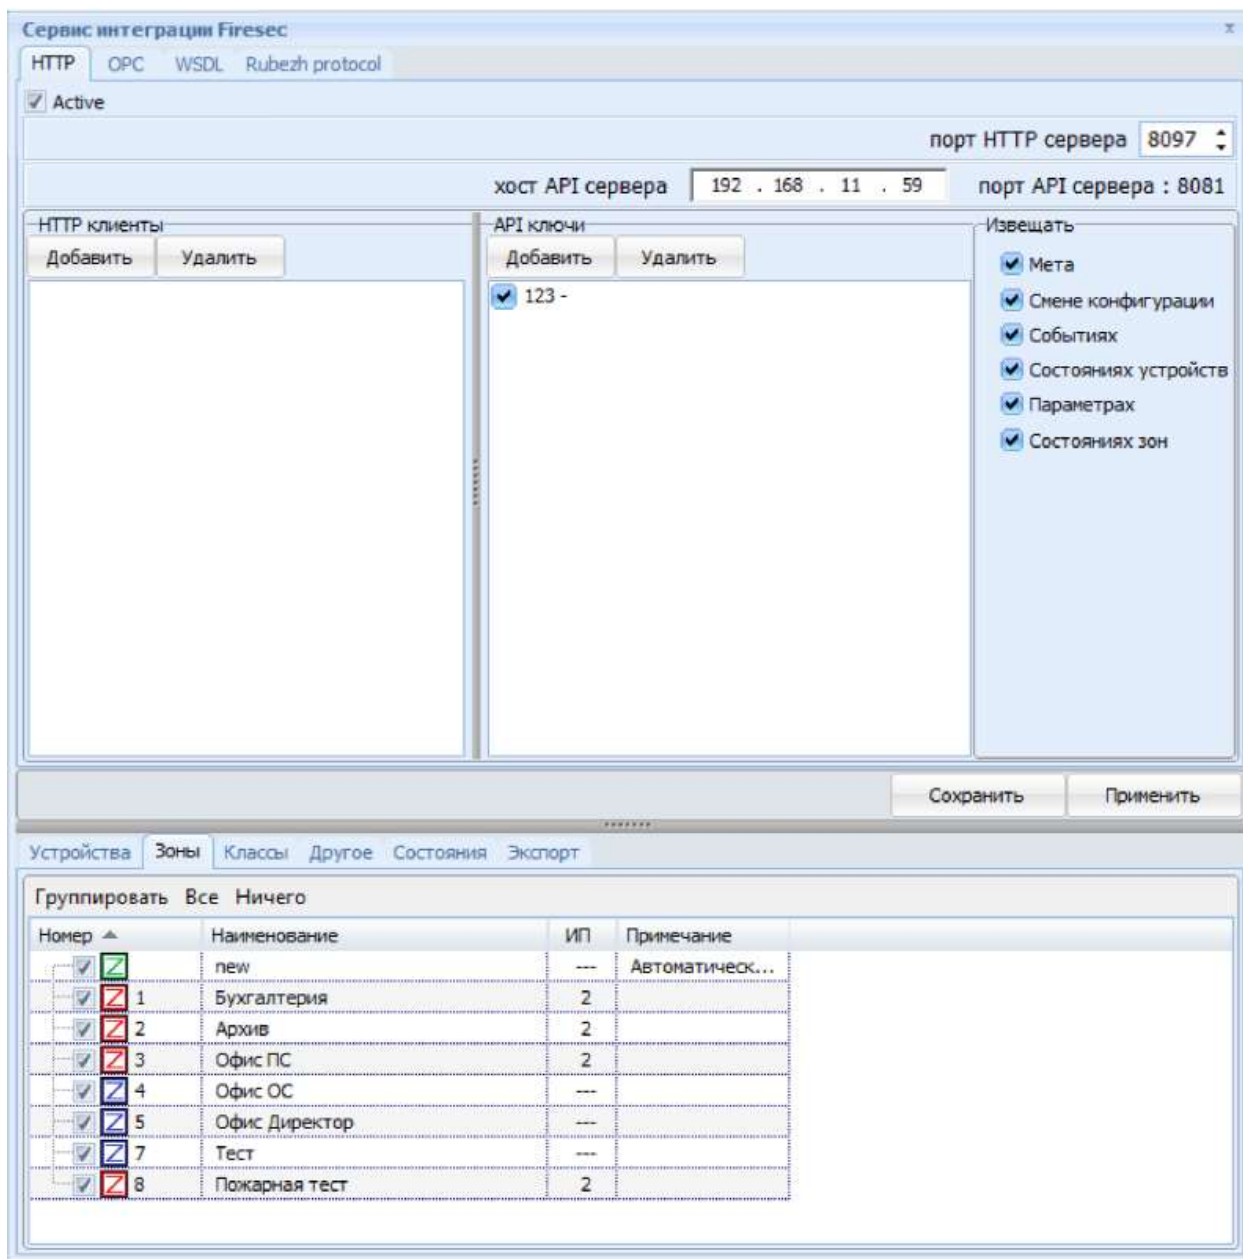 Сервис интеграции Firesec
HTTP OPC WSDL Rubezh protocol
Active
порт HTTP сервера 8097
хост API сервера 192 . 168 . 11 . 59 порт API сервера : 8081
HTTP клиенты API ключи Извещать
Добавить Удалить Добавить Удалить
123 -
Мета
Смене конфигурации
Событиях
Состояниях устройств
Параметрах
Состояниях зон
Сохранить Применить
Устройства Зоны Классы Другое Состояния Экспорт
Группировать Все Ничего
Номер Наименование ИП Примечание
new --- Автоматическ...
1 Бухгалтерия 2
2 Архив 2
3 Офис ПС 2
4 Офис ОС ---
5 Офис Директор ---
7 Тест ---
8 Пожарная тест 2